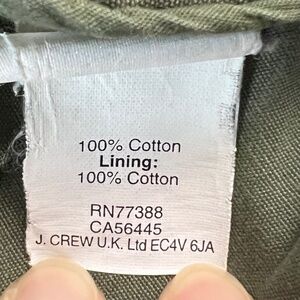 100% Cotton
Lining:
100% Cotton
RN77388
CA56445
J. CREW U.K. Ltd EC4V 6JA